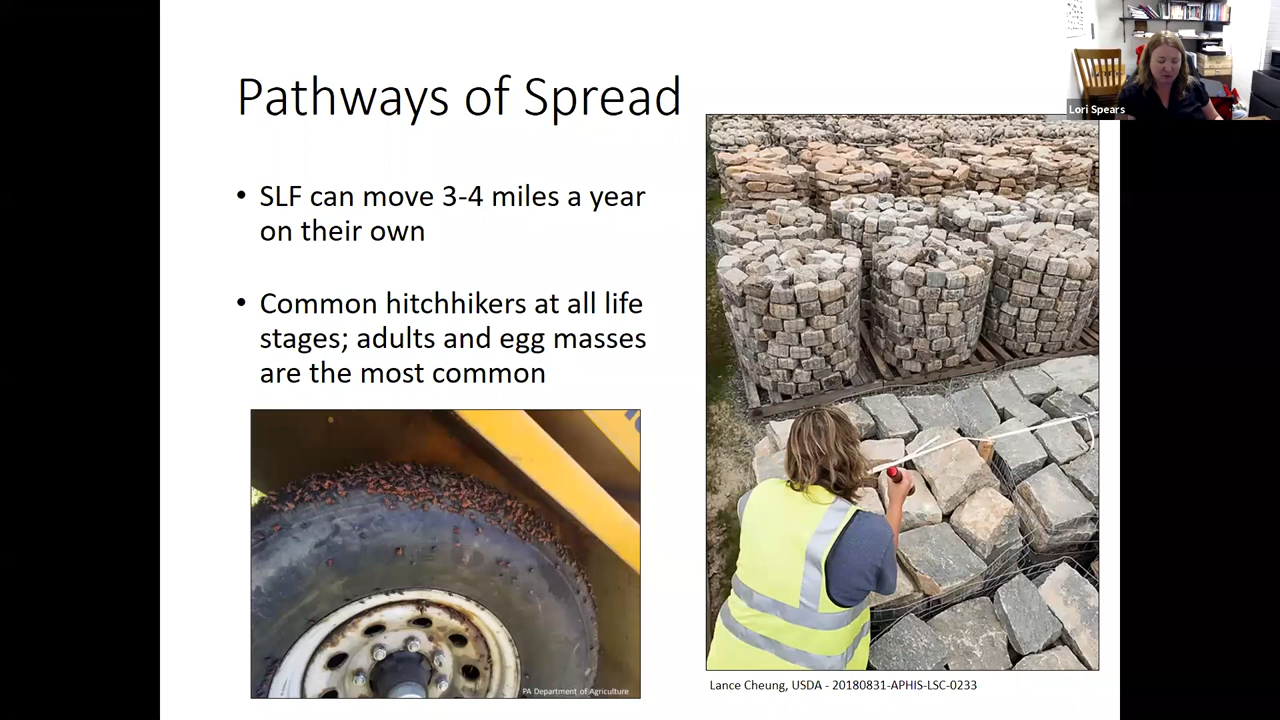 Pathways of Spread
Lori Spears
• SLF can move 3-4 miles a year
on their own
• Common hitchhikers at all life
stages; adults and egg masses
are the most common
PA Department of Agriculture
Lance Cheung, USDA - 20180831-APHIS-LSC-0233